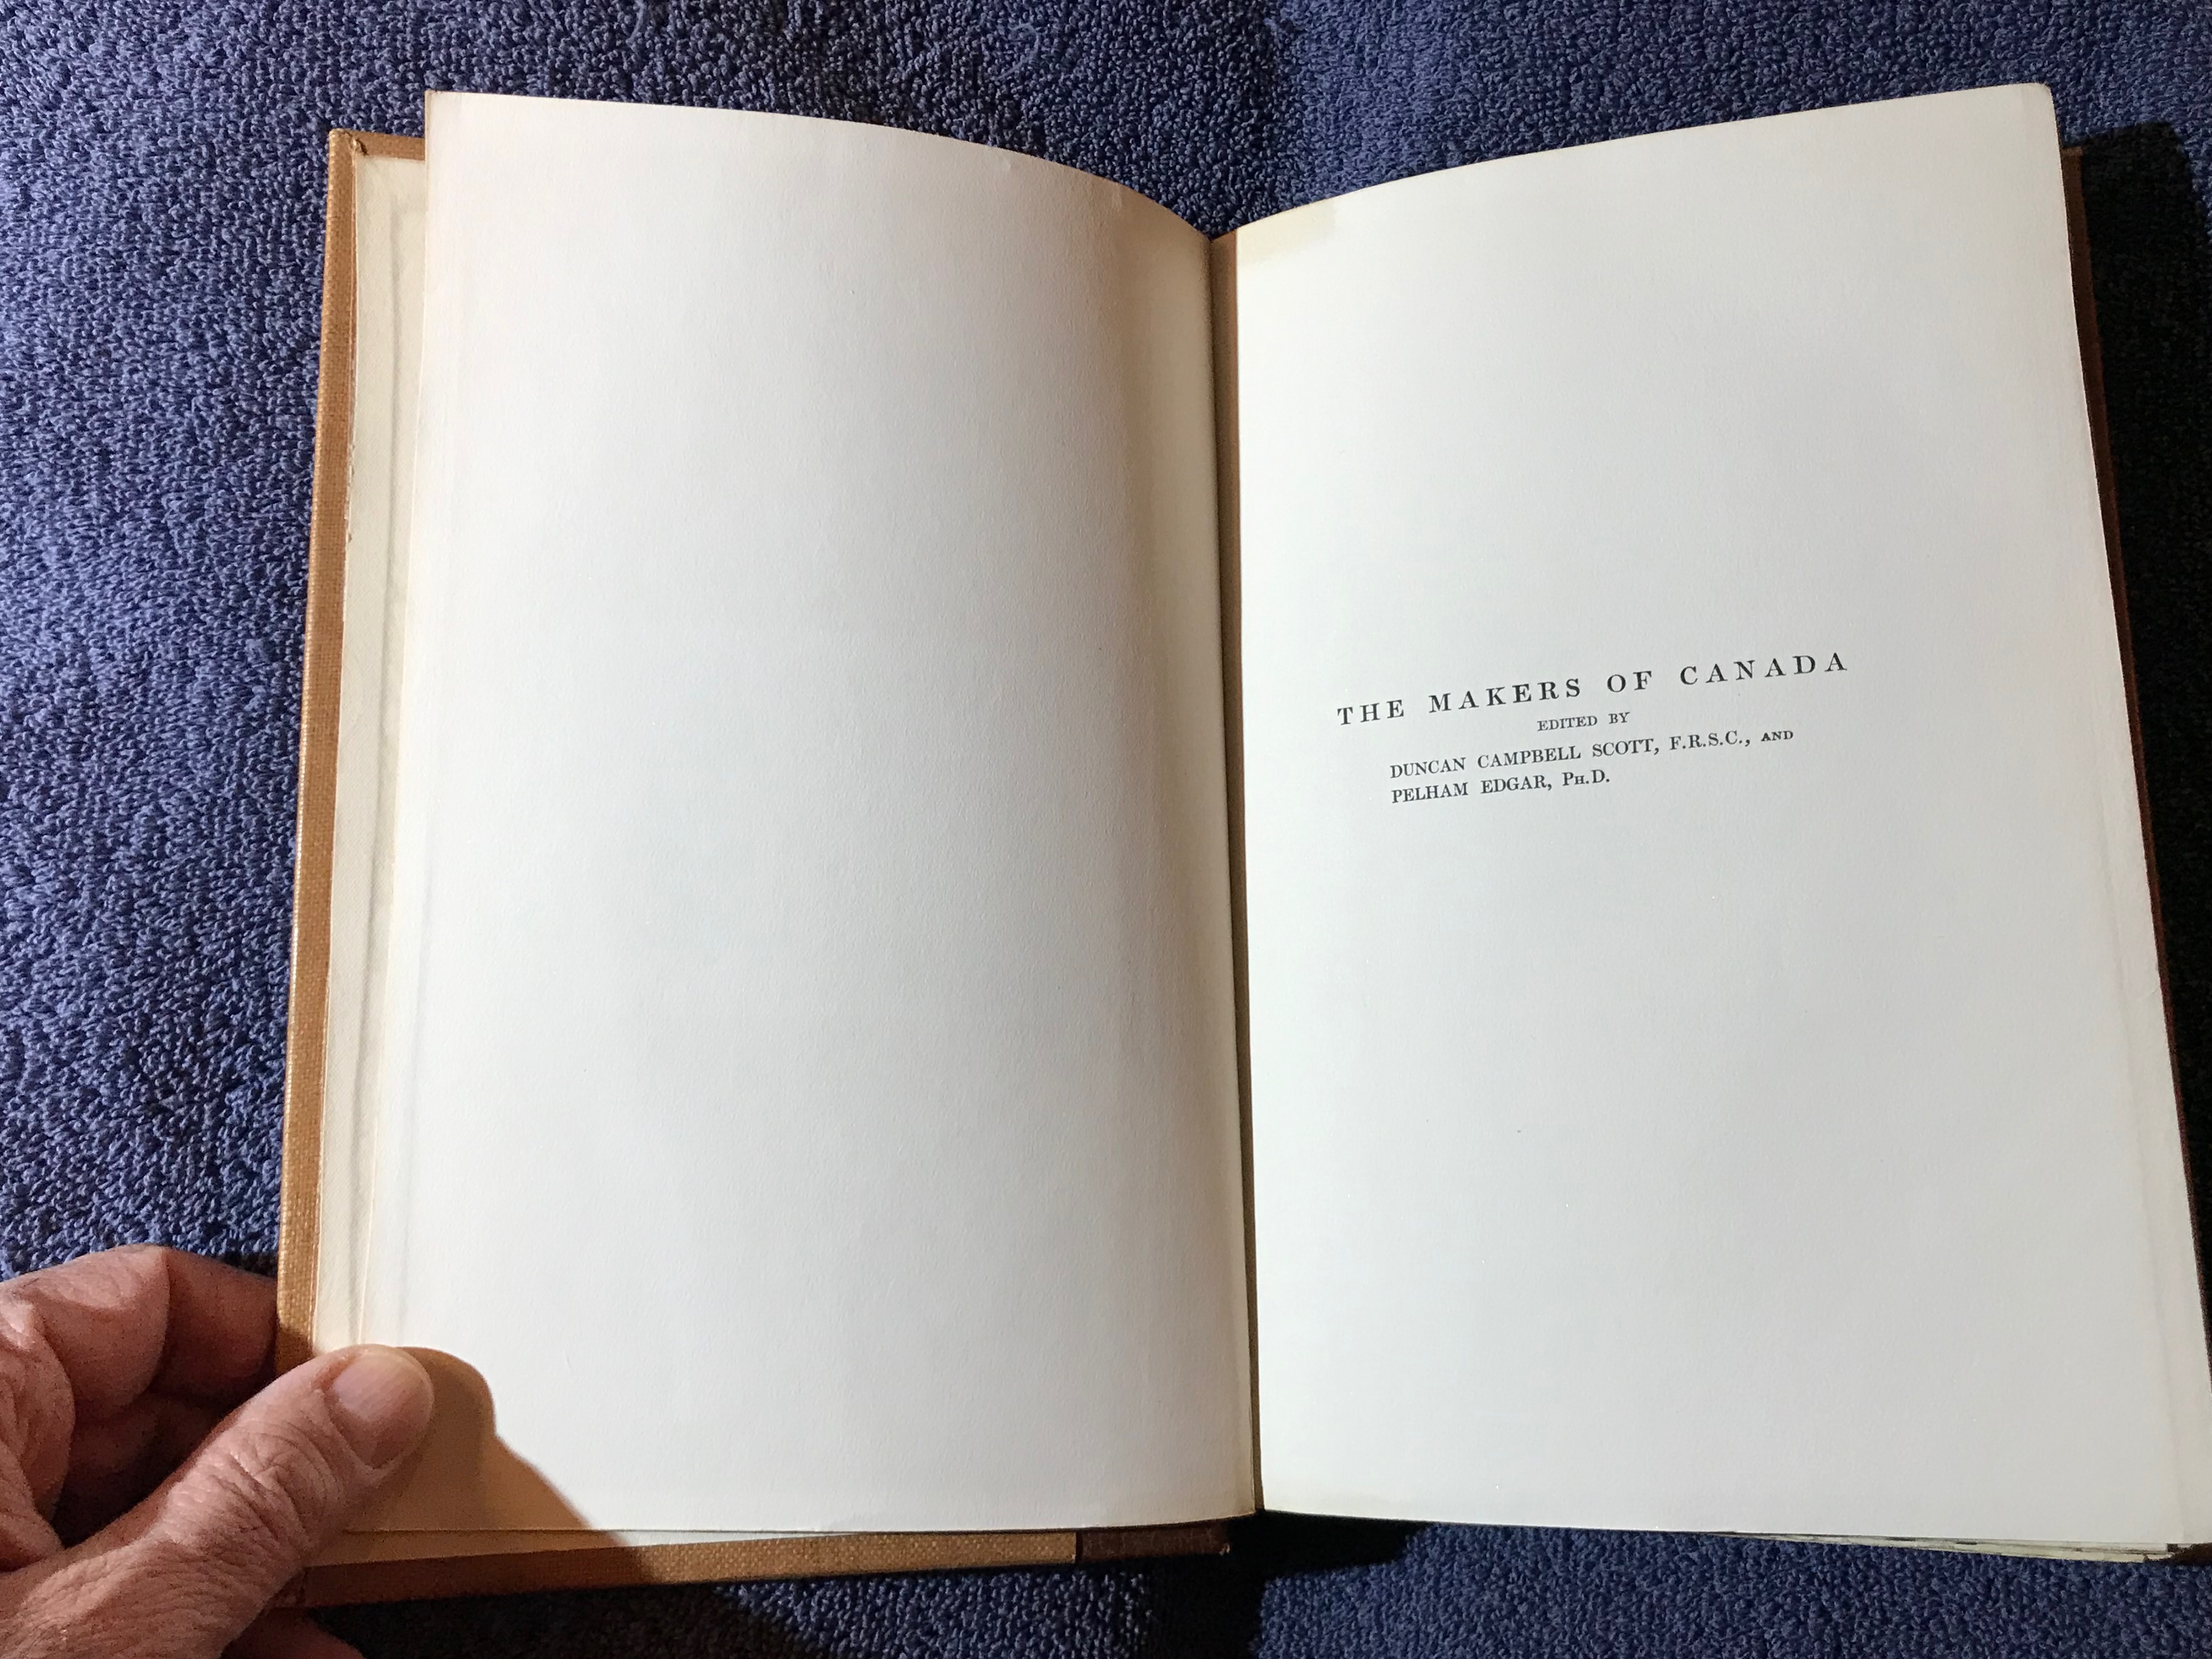 THE MAKERS OF CANADA
EDITED BY
DUNCAN CAMPBELL SCOTT, F.R.S.C., AND
PELHAM EDGAR, PH.D.